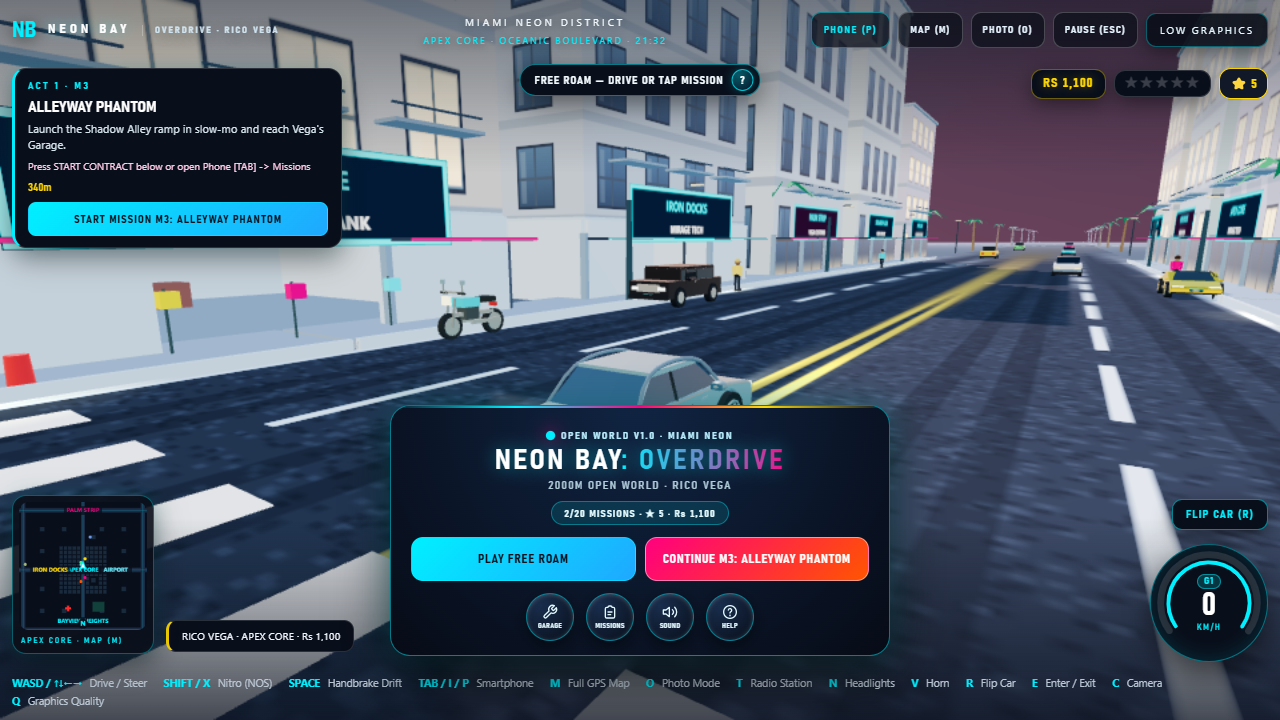 NB NEON BAY OVERDRIVE · RICO VEGA
MIAMI NEON DISTRICT
APEX CORE · OCEANIC BOULEVARD · 21:32
PHONE (P)
MAP (M)
PHOTO (O)
PAUSE (ESC)
LOW GRAPHICS
FREE ROAM — DRIVE OR TAP MISSION ?
RS 1,100
★★★★★
★ 5
ACT 1 · M3
ALLEYWAY PHANTOM
Launch the Shadow Alley ramp in slow-mo and reach Vega's
Garage.
Press START CONTRACT below or open Phone [TAB] -> Missions
340m
START MISSION M3: ALLEYWAY PHANTOM
IRON DOCKS
MIRAGE TECH
OPEN WORLD V1.0 · MIAMI NEON
NEON BAY: OVERDRIVE
2000M OPEN WORLD · RICO VEGA
2/20 MISSIONS · ★ 5 · Rs 1,100
PLAY FREE ROAM
CONTINUE M3: ALLEYWAY PHANTOM
GARAGE
MISSIONS
SOUND
HELP
PALM STRIP
IRON DOCKS
AIRPORT
N
APEX CORE · MAP (M)
RICO VEGA · APEX CORE · Rs 1,100
FLIP CAR (R)
G1
0
KM/H
WASD / ↑↓←→ Drive / Steer SHIFT / X Nitro (NOS) SPACE Handbrake Drift TAB / I / P Smartphone M Full GPS Map O Photo Mode T Radio Station N Headlights V Horn R Flip Car E Enter / Exit C Camera
Q Graphics Quality